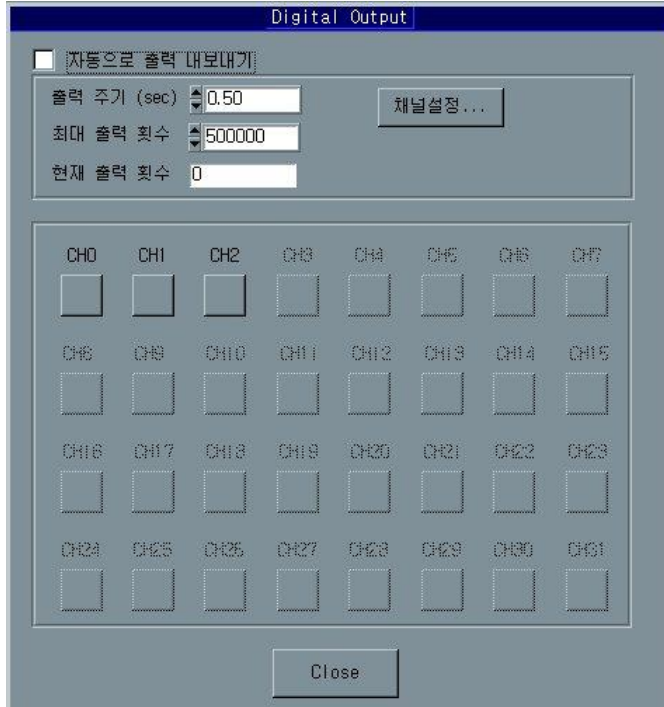 Digital Output
자동으로 출력 내보내기
출력 주기 (sec) 0.50 채널설정...
최대 출력 횟수 500000
현재 출력 횟수 0
CH0 CH1 CH2 CH3 CH4 CH5 CH6 CH7
CH8 CH9 CH10 CH11 CH12 CH13 CH14 CH15
CH16 CH17 CH18 CH19 CH20 CH21 CH22 CH23
CH24 CH25 CH26 CH27 CH28 CH29 CH30 CH31
Close